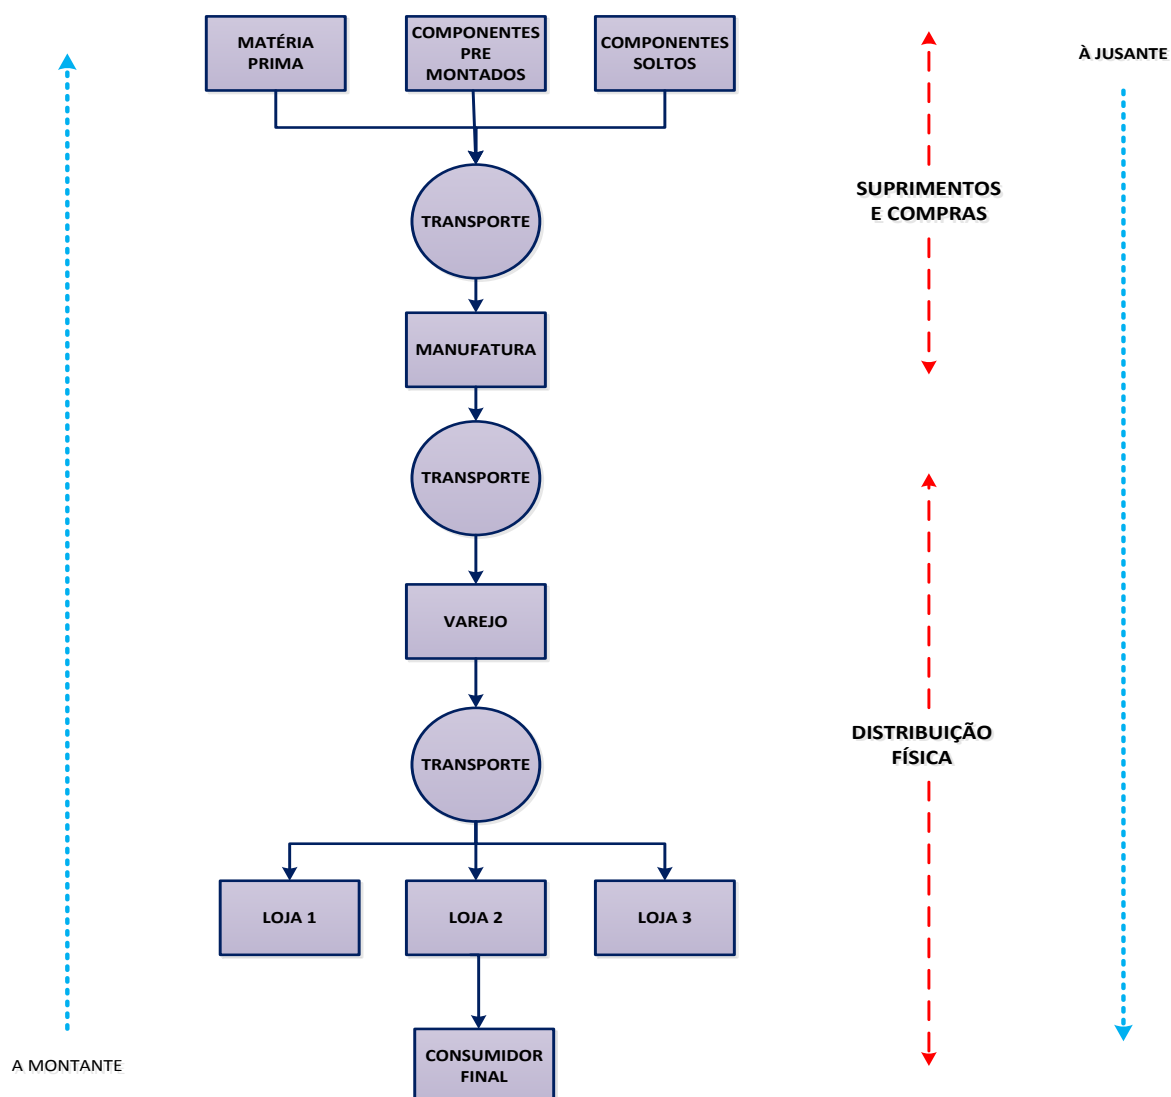 MATÉRIA
PRIMA
COMPONENTES
PRE
MONTADOS
COMPONENTES
SOLTOS
À JUSANTE
SUPRIMENTOS
E COMPRAS
TRANSPORTE
MANUFATURA
TRANSPORTE
VAREJO
DISTRIBUIÇÃO
FÍSICA
TRANSPORTE
LOJA 1
LOJA 2
LOJA 3
A MONTANTE
CONSUMIDOR
FINAL